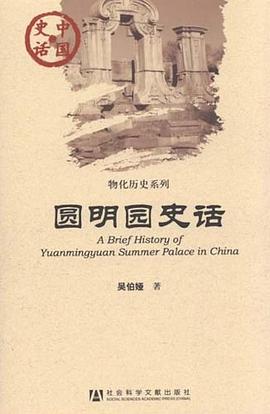 中国
史话
物化历史系列
圆明园史话
A Brief History of
Yuanmingyuan Summer Palace in China
吴伯娅 著
社会科学文献出版社
SOCIAL SCIENCES ACADEMIC PRESS (CHINA)